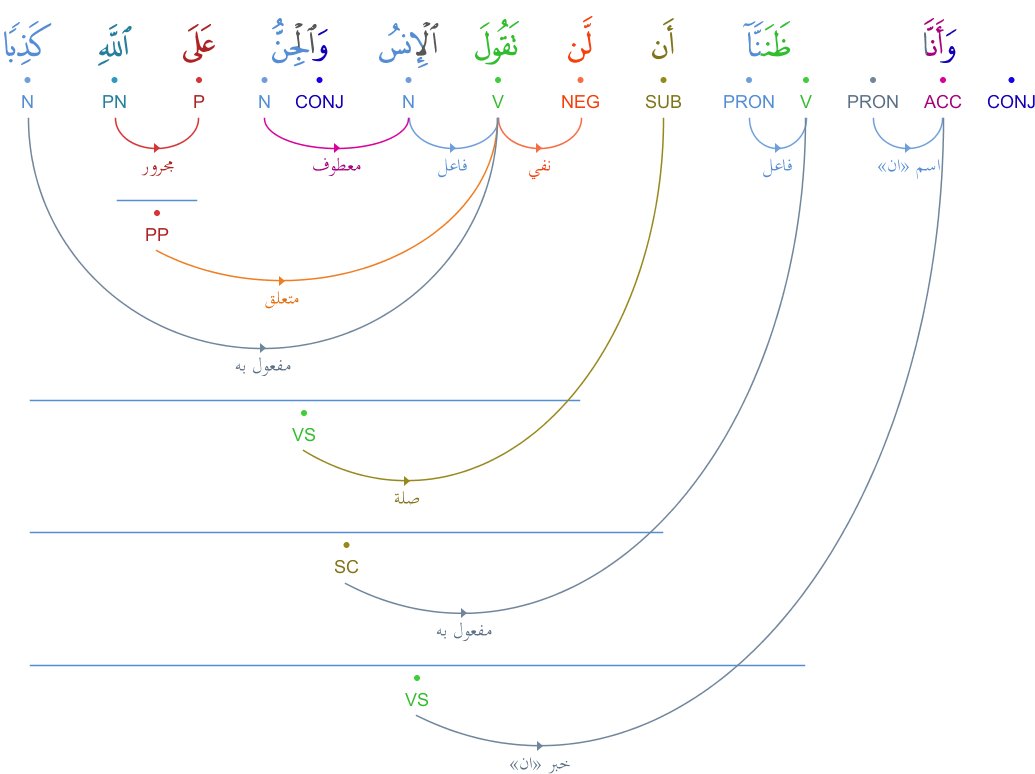 وَأَنَّا ظَنَنَّآ أَن لَّن تَقُولَ ٱلْإِنسُ وَٱلْجِنُّ عَلَى ٱللَّهِ كَذِبًا
CONJ ACC PRON V PRON SUB NEG V N CONJ N P PN N
اسم «ان» فاعل نفي فاعل معطوف مجرور
PP
متعلق
مفعول به
VS
صلة
SC
مفعول به
VS
خبر «ان»